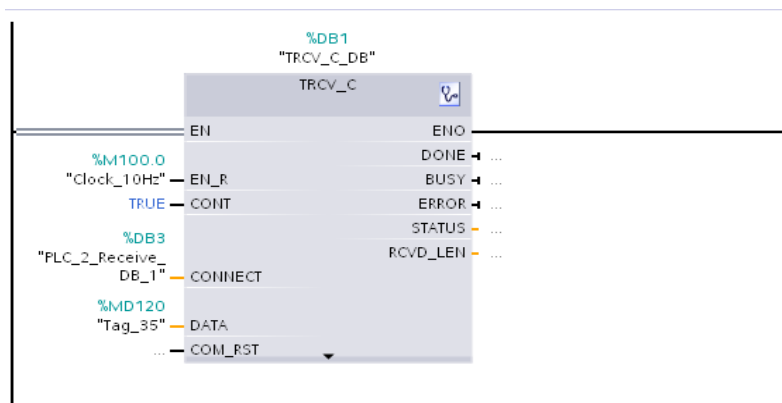 %DB1
"TRCV_C_DB"
TRCV_C
EN ENO
%M100.0 DONE ...
"Clock_10Hz" EN_R BUSY ...
TRUE CONT ERROR ...
%DB3 STATUS ...
"PLC_2_Receive_ RCVD_LEN ...
DB_1" CONNECT
%MD120
"Tag_35" DATA
... COM_RST